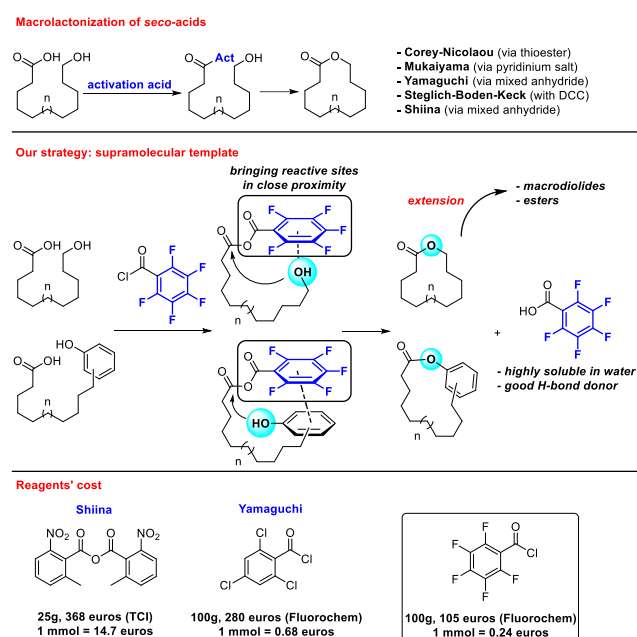 Macrolactonization of seco-acids
O
OH
OH
n
activation acid
O
Act
OH
n
O
O
n
- Corey-Nicolaou (via thioester)
- Mukaiyama (via pyridinium salt)
- Yamaguchi (via mixed anhydride)
- Steglich-Boden-Keck (with DCC)
- Shiina (via mixed anhydride)
Our strategy: supramolecular template
bringing reactive sites
in close proximity
O
OH
OH
n
O
Cl
F
F
F
F
F
O
O
O
F
F
F
F
F
OH
n
extension
- macrodiolides
- esters
O
O
n
O
OH
HO
n
O
O
O
F
F
F
F
F
HO
n
O
O
n
+
O
HO
F
F
F
F
F
- highly soluble in water
- good H-bond donor
Reagents' cost
Shiina
NO2
O
O
O
NO2
25g, 368 euros (TCI)
1 mmol = 14.7 euros
Yamaguchi
Cl
O
Cl
Cl
Cl
100g, 280 euros (Fluorochem)
1 mmol = 0.68 euros
F
O
F
Cl
F
F
F
100g, 105 euros (Fluorochem)
1 mmol = 0.24 euros